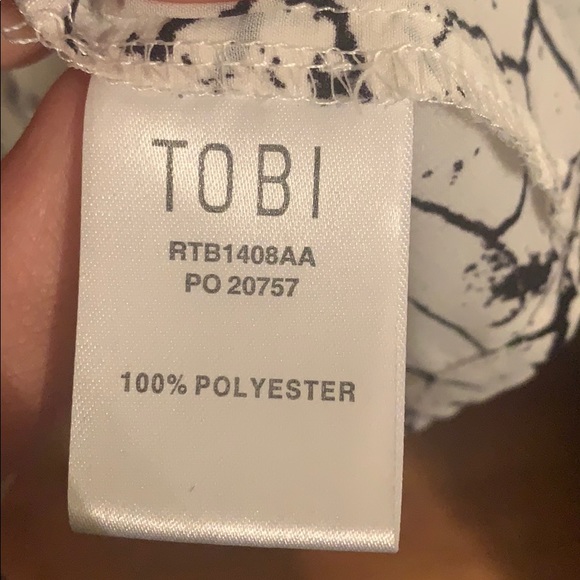 TOBI
RTB1408AA
PO 20757
100% POLYESTER